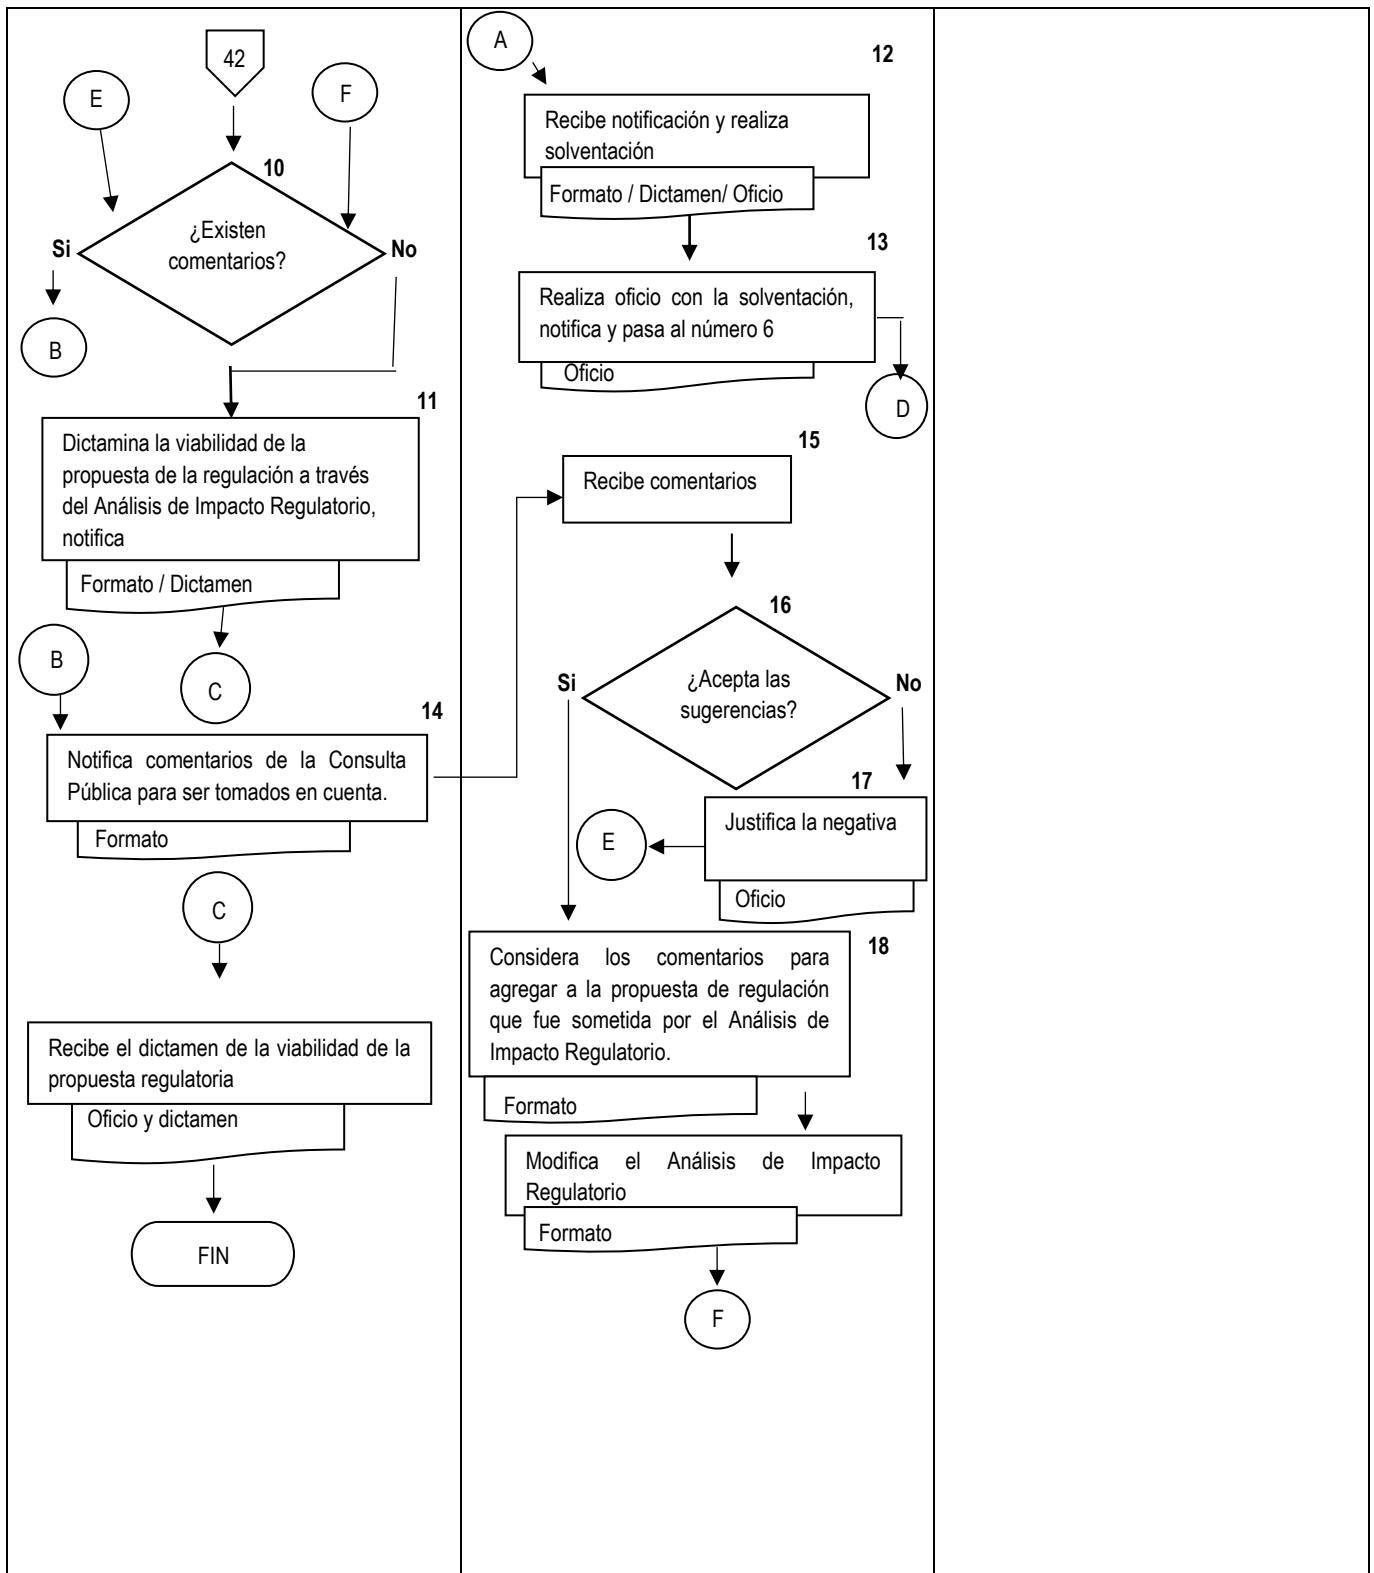 42
E
F
10
¿Existen
comentarios?
Si
No
B
11
Dictamina la viabilidad de la
propuesta de la regulación a través
del Análisis de Impacto Regulatorio,
notifica
Formato / Dictamen
B
C
14
Notifica comentarios de la Consulta
Pública para ser tomados en cuenta.
Formato
C
Recibe el dictamen de la viabilidad de la
propuesta regulatoria
Oficio y dictamen
FIN
A
12
Recibe notificación y realiza
solventación
Formato / Dictamen/ Oficio
13
Realiza oficio con la solventación,
notifica y pasa al número 6
Oficio
D
15
Recibe comentarios
16
¿Acepta las
sugerencias?
Si
No
17
Justifica la negativa
E
Oficio
18
Considera los comentarios para
agregar a la propuesta de regulación
que fue sometida por el Análisis de
Impacto Regulatorio.
Formato
Modifica el Análisis de Impacto
Regulatorio
Formato
F